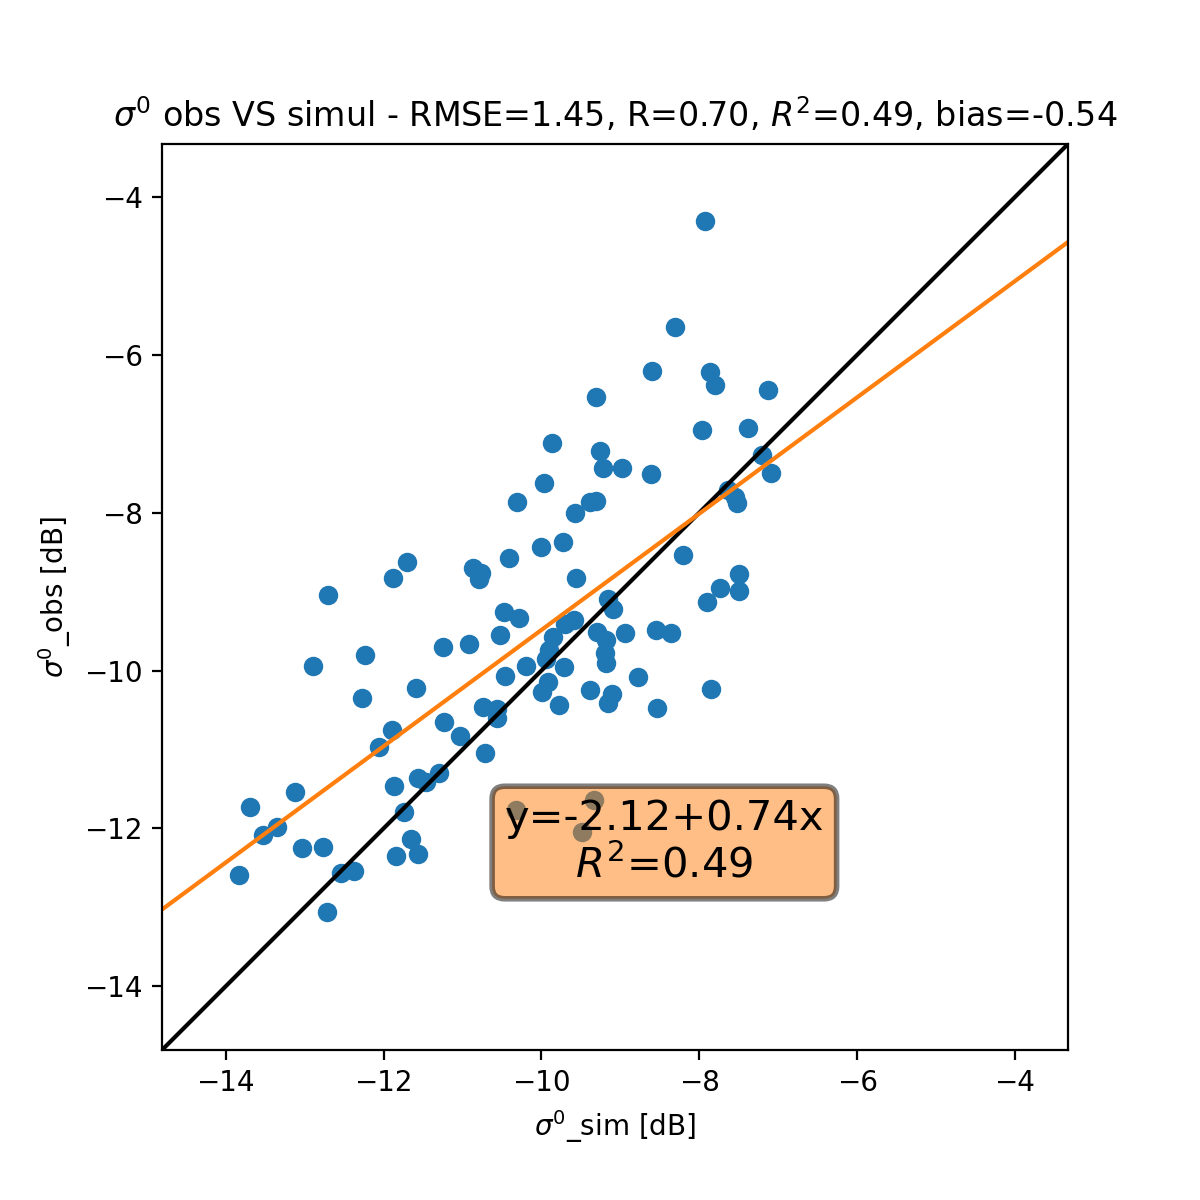 σ⁰ obs VS simul - RMSE=1.45, R=0.70, R²=0.49, bias=-0.54
−4
−6
−8
−10
−12
−14
σ⁰_obs [dB]
y=-2.12+0.74x
R²=0.49
−14 −12 −10 −8 −6 −4
σ⁰_sim [dB]